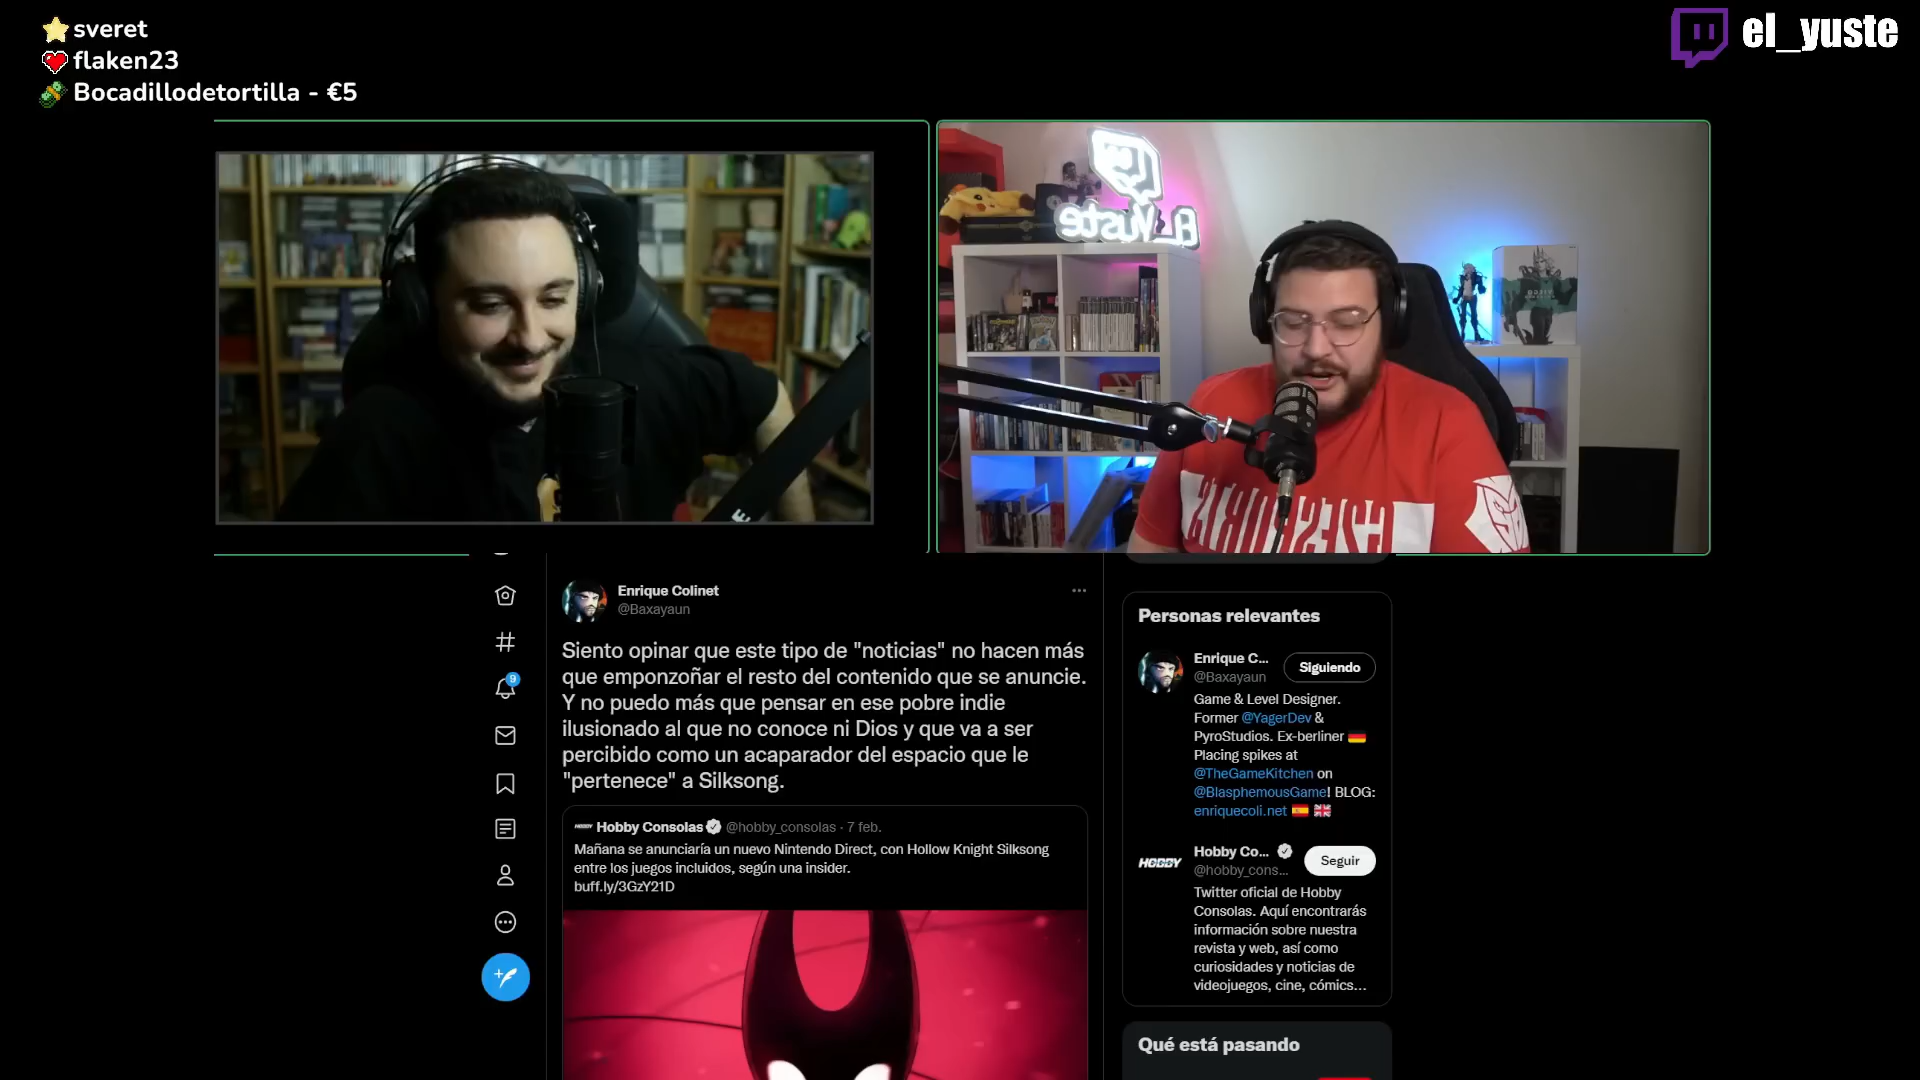 sveret
flaken23
Bocadillodetortilla - €5
el_yuste
El Yuste
Enrique Colinet
@Baxayaun
Siento opinar que este tipo de "noticias" no hacen más
que emponzoñar el resto del contenido que se anuncie.
Y no puedo más que pensar en ese pobre indie
ilusionado al que no conoce ni Dios y que va a ser
percibido como un acaparador del espacio que le
"pertenece" a Silksong.
HOBBY Hobby Consolas @hobby_consolas · 7 feb.
Mañana se anunciaría un nuevo Nintendo Direct, con Hollow Knight Silksong
entre los juegos incluidos, según una insider.
buff.ly/3GzY21D
9
Personas relevantes
Enrique C...
@Baxayaun
Siguiendo
Game & Level Designer.
Former @YagerDev &
PyroStudios. Ex-berliner
Placing spikes at
@TheGameKitchen on
@BlasphemousGame! BLOG:
enriquecoli.net
HOBBY
Hobby Co...
@hobby_cons...
Seguir
Twitter oficial de Hobby
Consolas. Aquí encontrarás
información sobre nuestra
revista y web, así como
curiosidades y noticias de
videojuegos, cine, cómics...
Qué está pasando